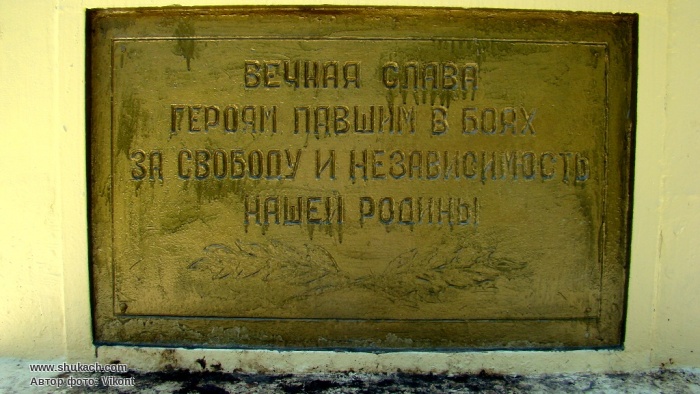 ВЕЧНАЯ СЛАВА
ГЕРОЯМ ПАВШИМ В БОЯХ
ЗА СВОБОДУ И НЕЗАВИСИМОСТЬ
НАШЕЙ РОДИНЫ
www.shukach.com
Автор фото: Vikont